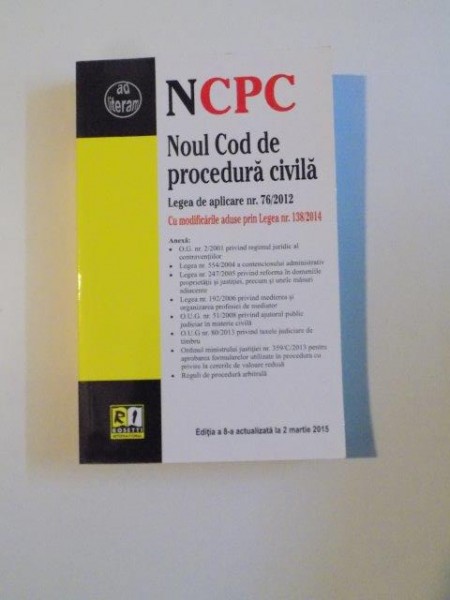 ad
literam
NCPC
Noul Cod de
procedură civilă
Legea de aplicare nr. 76/2012
Cu modificările aduse prin Legea nr. 138/2014
Anexă:
• O.G. nr. 2/2001 privind regimul juridic al
contravențiilor
• Legea nr. 554/2004 a contenciosului administrativ
• Legea nr. 247/2005 privind reforma în domeniile
proprietății și justiției, precum și unele măsuri
adiacente
• Legea nr. 192/2006 privind medierea și
organizarea profesiei de mediator
• O.U.G. nr. 51/2008 privind ajutorul public
judiciar în materie civilă
• O.U.G nr. 80/2013 privind taxele judiciare de
timbru
• Ordinul ministrului justiției nr. 359/C/2013 pentru
aprobarea formularelor utilizate în procedura cu
privire la cererile de valoare redusă
• Reguli de procedură arbitrală
R I
ROSETTI
INTERNATIONAL
Ediția a 8-a actualizată la 2 martie 2015